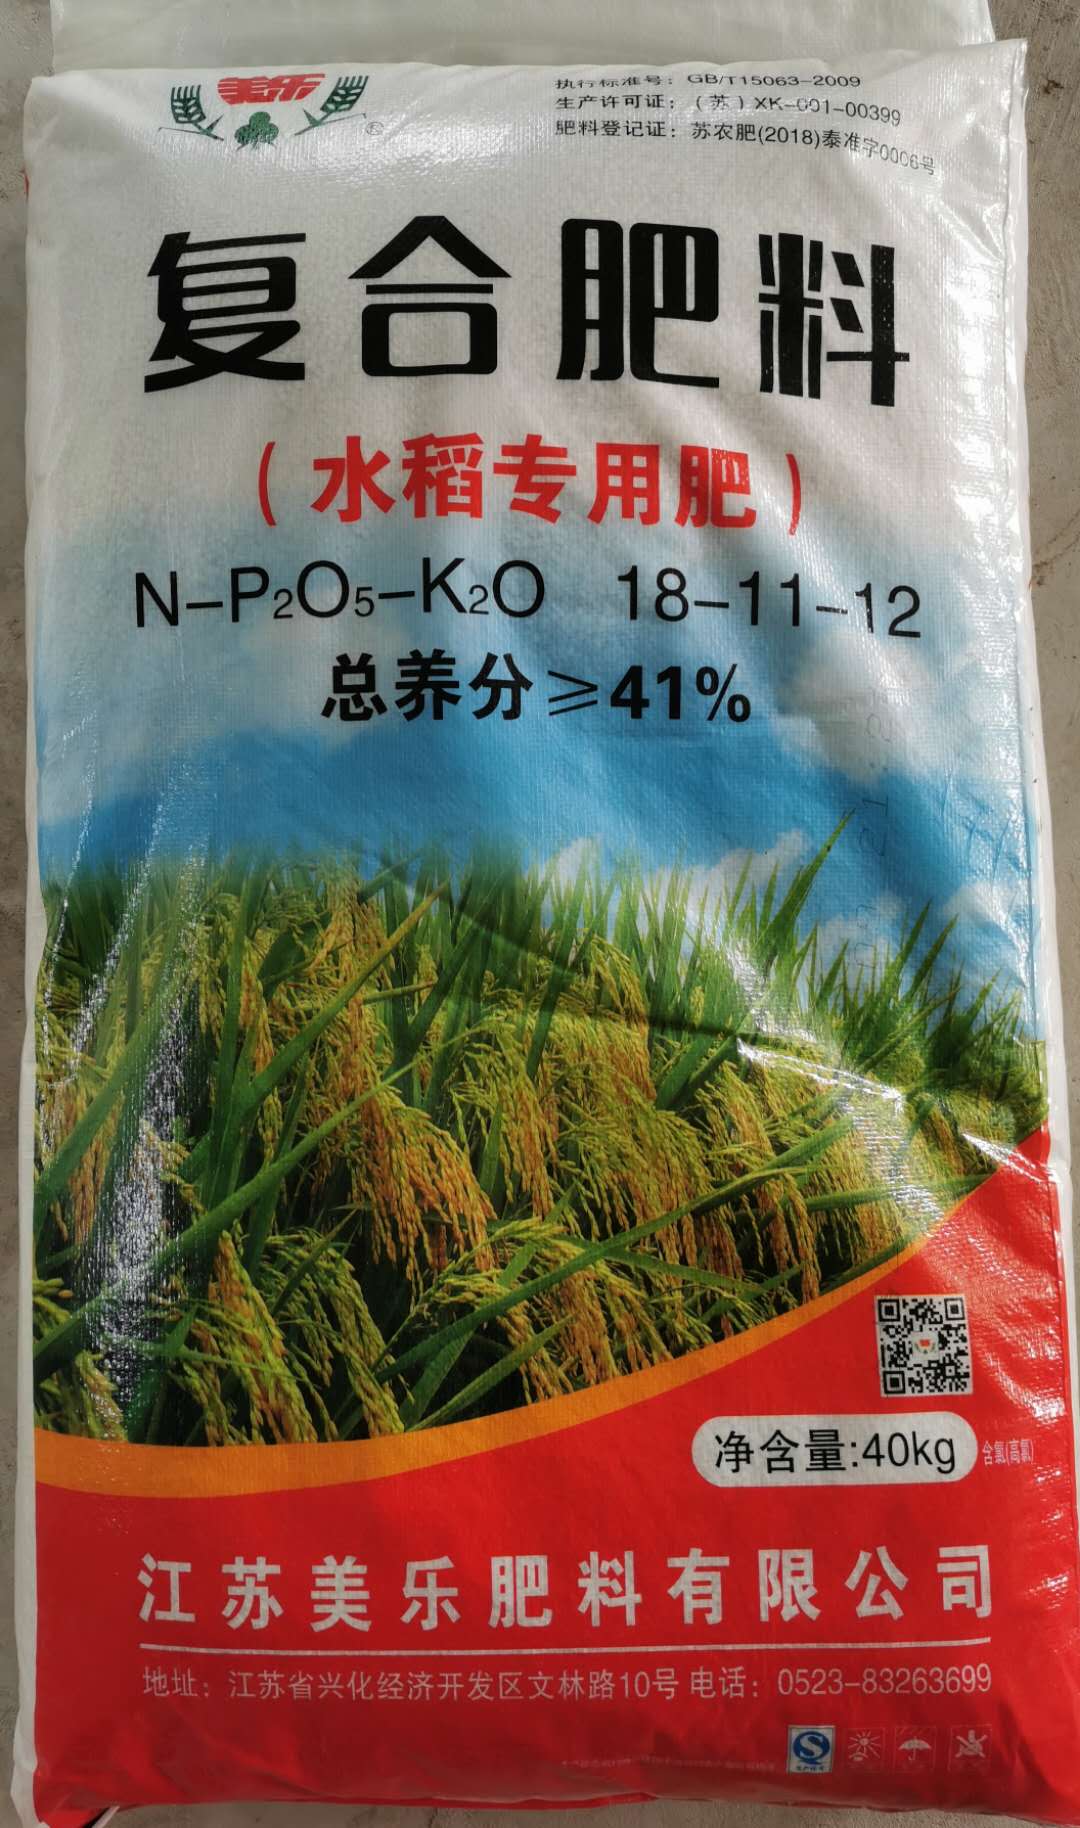 美乐
®
执行标准号：GB/T15063-2009
生产许可证：（苏）XK-001-00399
肥料登记证：苏农肥(2018)泰准字0006号
复合肥料
（水稻专用肥）
N-P₂O₅-K₂O 18-11-12
总养分≥41%
净含量:40kg 含氯(高氯)
江苏美乐肥料有限公司
地址：江苏省兴化经济开发区文林路10号 电话：0523-83263699